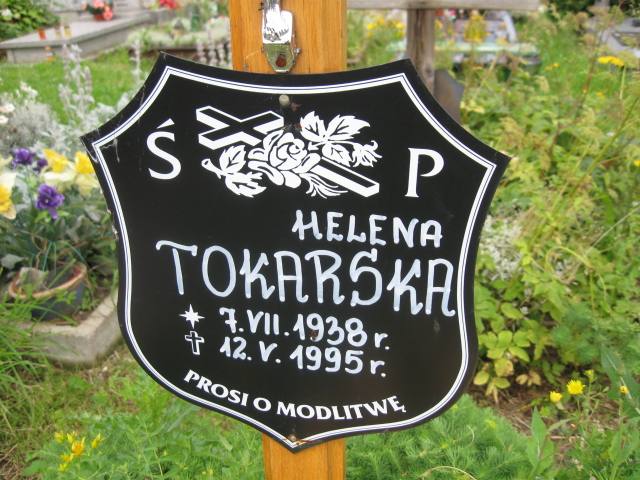 Ś P
HELENA
TOKARSKA
7.VII.1938 r.
12.V.1995 r.
PROSI O MODLITWĘ